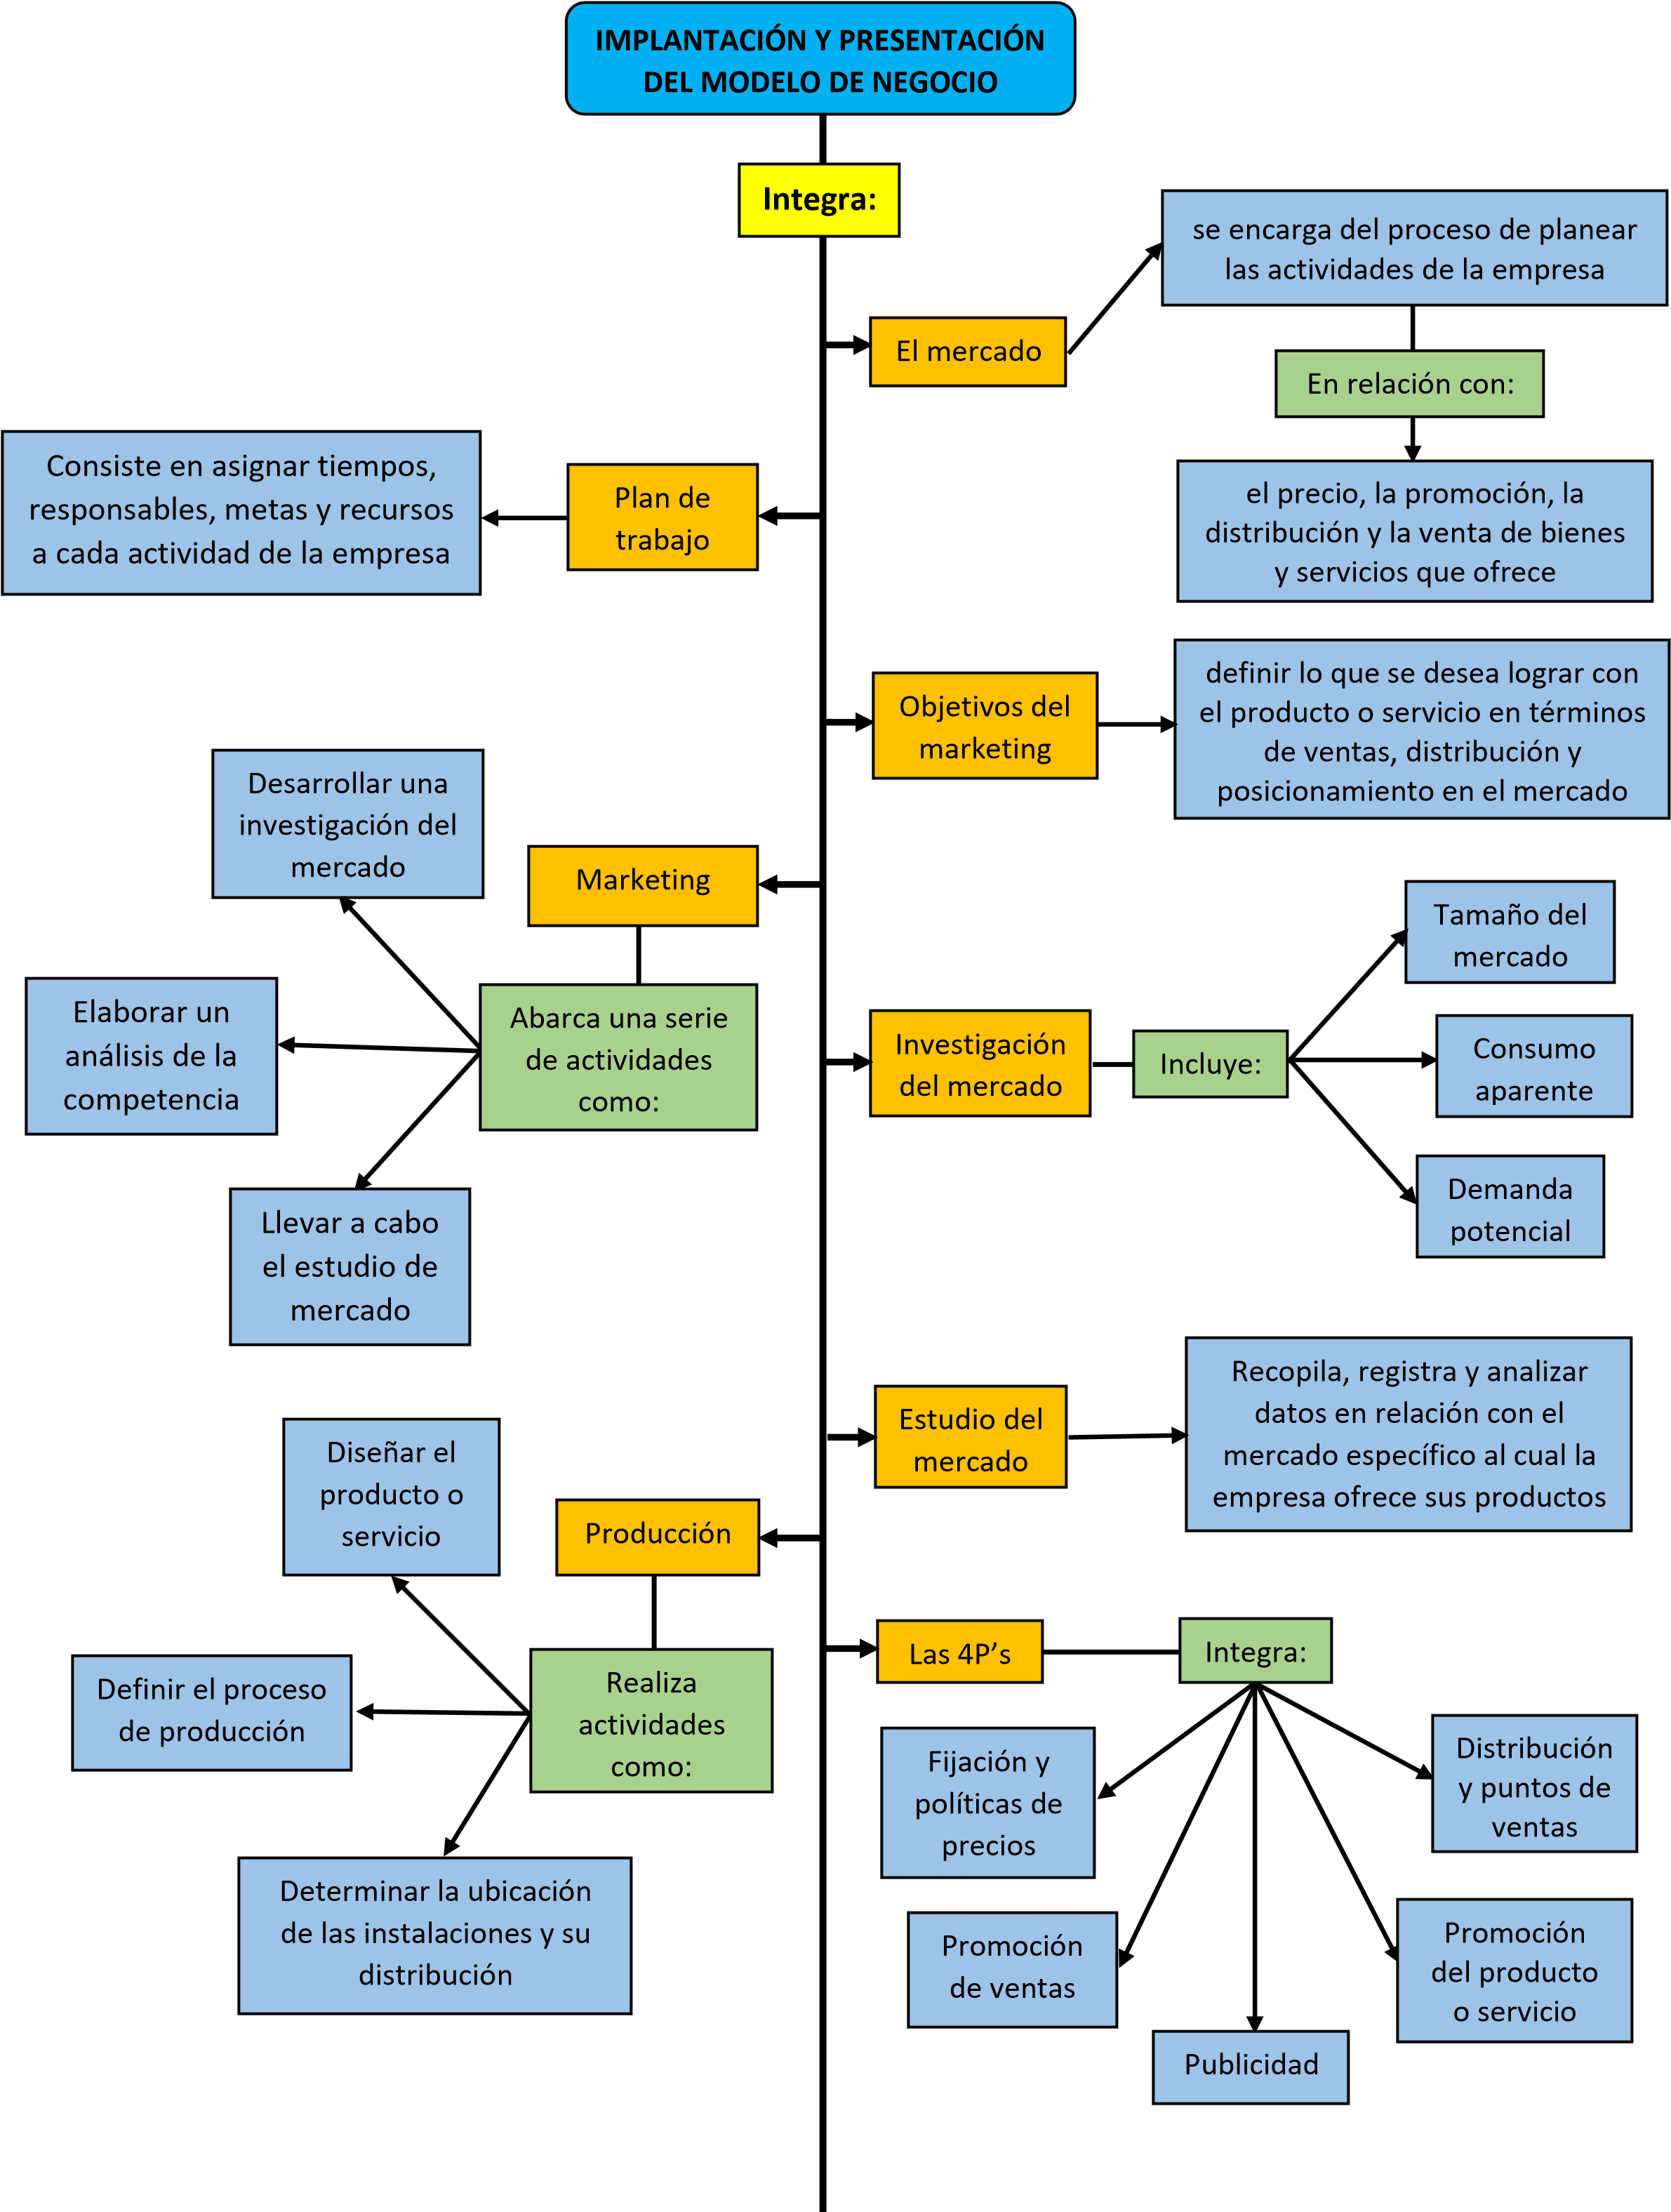 IMPLANTACIÓN Y PRESENTACIÓN
DEL MODELO DE NEGOCIO
Integra:
El mercado
se encarga del proceso de planear
las actividades de la empresa
En relación con:
el precio, la promoción, la
distribución y la venta de bienes
y servicios que ofrece
Plan de
trabajo
Consiste en asignar tiempos,
responsables, metas y recursos
a cada actividad de la empresa
Objetivos del
marketing
definir lo que se desea lograr con
el producto o servicio en términos
de ventas, distribución y
posicionamiento en el mercado
Marketing
Abarca una serie
de actividades
como:
Desarrollar una
investigación del
mercado
Elaborar un
análisis de la
competencia
Llevar a cabo
el estudio de
mercado
Investigación
del mercado
Incluye:
Tamaño del
mercado
Consumo
aparente
Demanda
potencial
Estudio del
mercado
Recopila, registra y analizar
datos en relación con el
mercado específico al cual la
empresa ofrece sus productos
Producción
Realiza
actividades
como:
Diseñar el
producto o
servicio
Definir el proceso
de producción
Determinar la ubicación
de las instalaciones y su
distribución
Las 4P’s
Integra:
Fijación y
políticas de
precios
Promoción
de ventas
Publicidad
Promoción
del producto
o servicio
Distribución
y puntos de
ventas